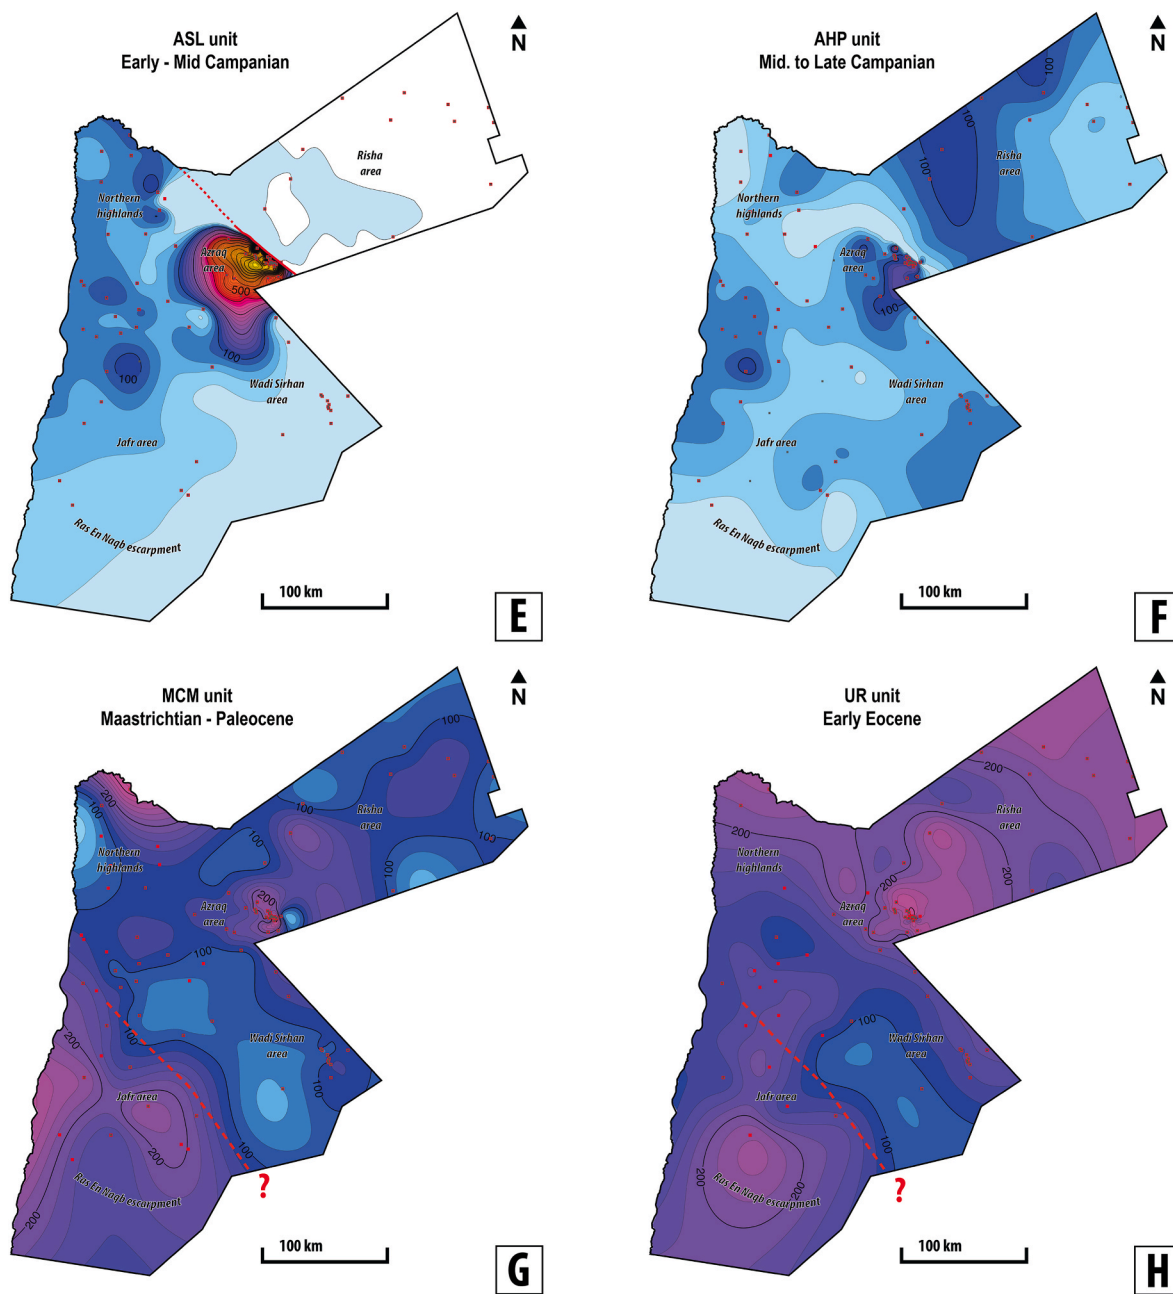 ASL unit
Early - Mid Campanian
N
Risha
area
Northern
highlands
Azraq
area
500
100
100
Wadi Sirhan
area
Jafr area
Ras En Naqb escarpment
100 km
E
AHP unit
Mid. to Late Campanian
N
100
100
Risha
area
Northern
highlands
Azraq
area
100
Wadi Sirhan
area
Jafr area
Ras En Naqb escarpment
100 km
F
MCM unit
Maastrichtian - Paleocene
N
100
200
100
100
Risha
area
100
100
100
Northern
highlands
200
Azraq
area
100
100
Wadi Sirhan
area
100
200
Jafr area
200
100
Ras En Naqb escarpment
200
?
100 km
G
UR unit
Early Eocene
N
200
Risha
area
200
Northern
highlands
200
Azraq
area
100
Wadi Sirhan
area
Jafr area
100
200
200
Ras En Naqb escarpment
?
100 km
H